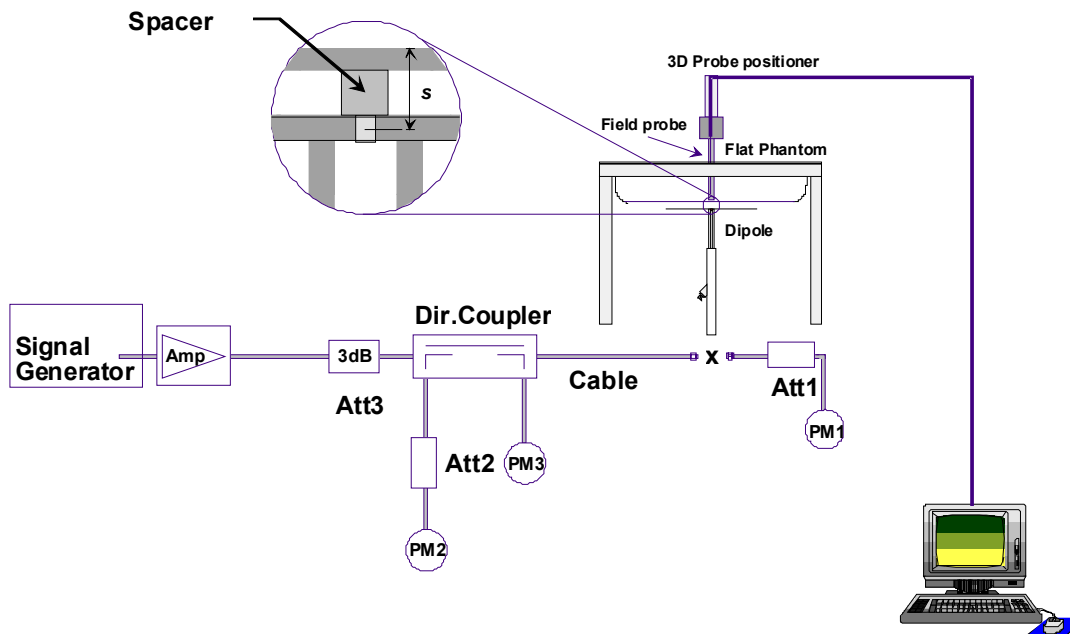 Spacer
s
3D Probe positioner
Field probe
Flat Phantom
Dipole
Dir.Coupler
Signal
Generator
Amp
3dB
Att3
Cable
x
Att1
PM1
Att2
PM3
PM2